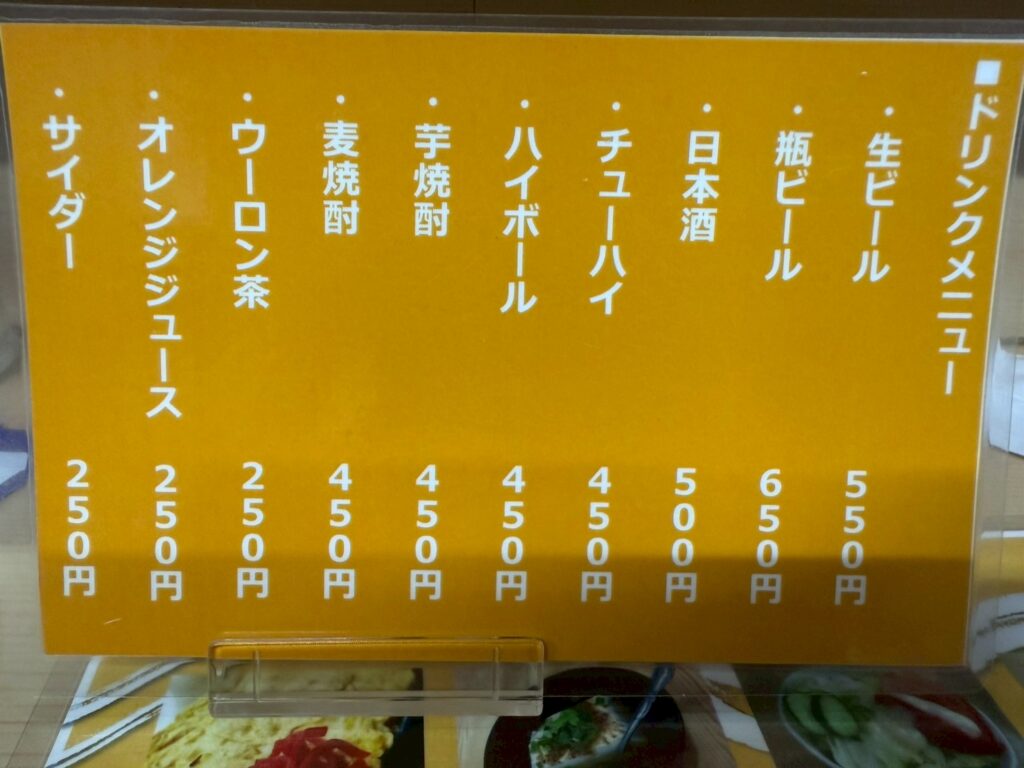 ■ドリンクメニュー
・生ビール 550円
・瓶ビール 650円
・日本酒 500円
・チューハイ 450円
・ハイボール 450円
・芋焼酎 450円
・麦焼酎 450円
・ウーロン茶 250円
・オレンジジュース 250円
・サイダー 250円